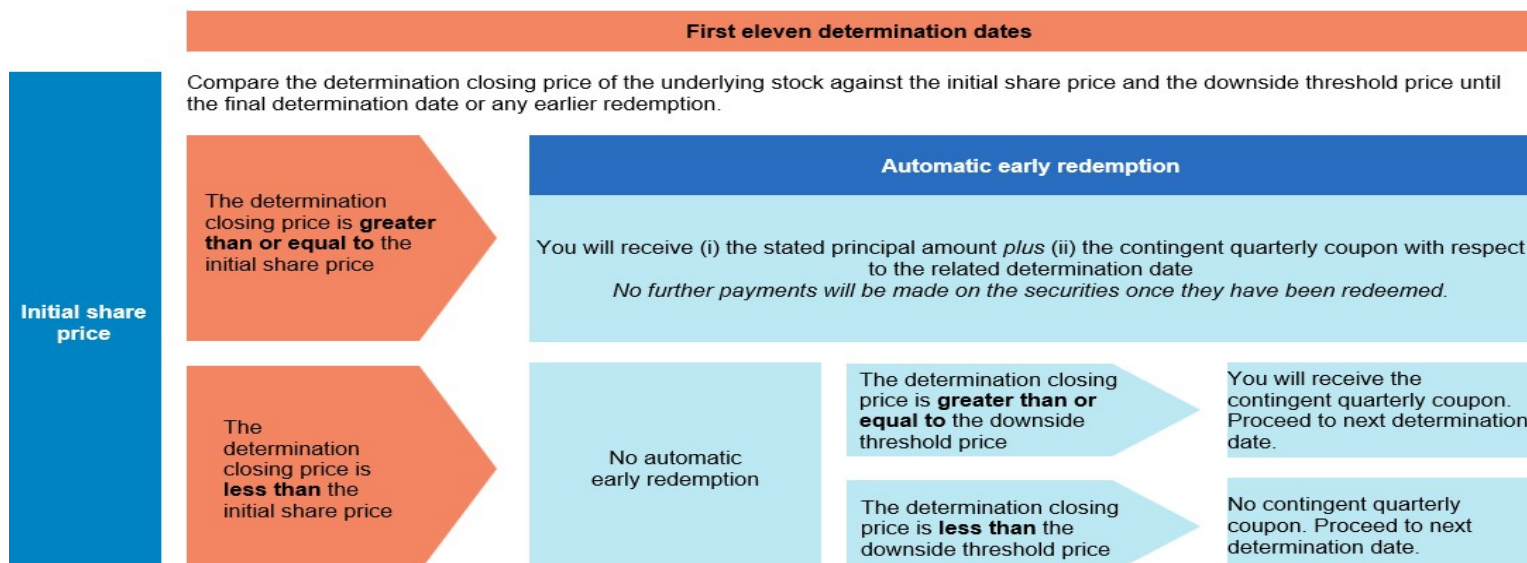 First eleven determination dates
Compare the determination closing price of the underlying stock against the initial share price and the downside threshold price until
the final determination date or any earlier redemption.
Initial share
price
The determination
closing price is greater
than or equal to the
initial share price
Automatic early redemption
You will receive (i) the stated principal amount plus (ii) the contingent quarterly coupon with respect
to the related determination date
No further payments will be made on the securities once they have been redeemed.
The
determination
closing price is
less than the
initial share price
No automatic
early redemption
The determination closing
price is greater than or
equal to the downside
threshold price
You will receive the
contingent quarterly coupon.
Proceed to next determination
date.
The determination closing
price is less than the
downside threshold price
No contingent quarterly
coupon. Proceed to next
determination date.